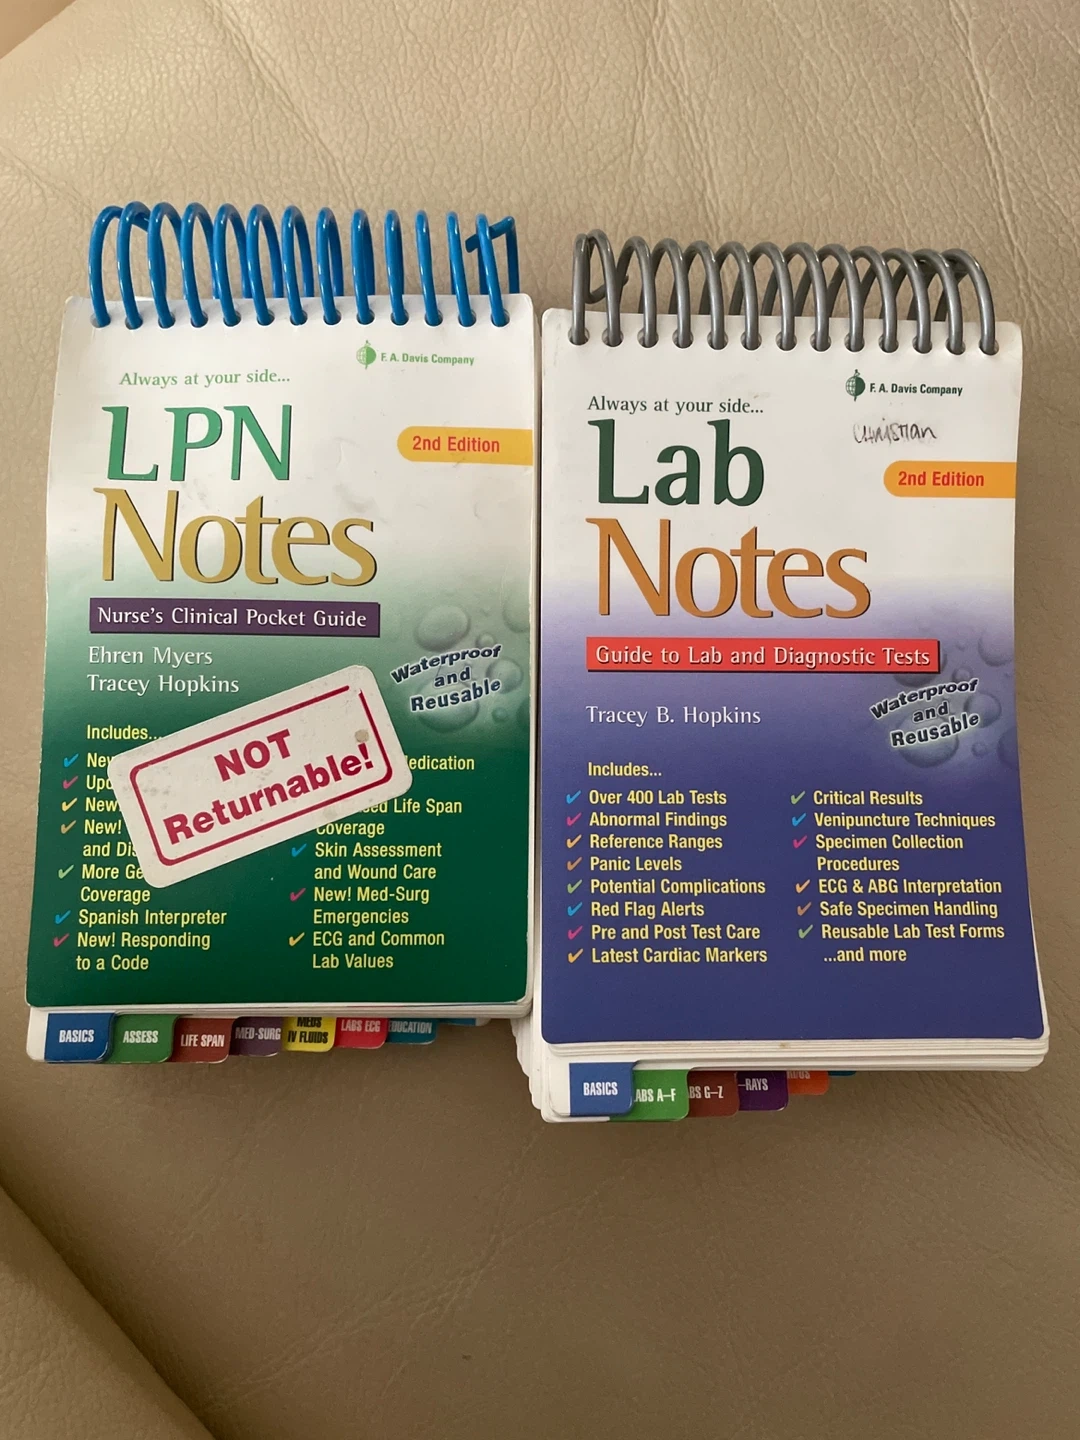 F. A. Davis Company
Always at your side...
LPN
2nd Edition
Notes
Nurse's Clinical Pocket Guide
Ehren Myers
Tracey Hopkins
Waterproof
and
Reusable
Includes...
NOT
Returnable!
New!
and
More
Coverage
Spanish Interpreter
New! Responding
to a Code
Life Span
Coverage
Skin Assessment
and Wound Care
New! Med-Surg
Emergencies
ECG and Common
Lab Values
BASICS
ASSESS
LIFE SPAN
MED-SURG
MEDS
IV FLUIDS
LABS ECG
F. A. Davis Company
Always at your side...
Christian
Lab
2nd Edition
Notes
Guide to Lab and Diagnostic Tests
Waterproof
and
Reusable
Tracey B. Hopkins
Includes...
Over 400 Lab Tests
Abnormal Findings
Reference Ranges
Panic Levels
Potential Complications
Red Flag Alerts
Pre and Post Test Care
Latest Cardiac Markers
Critical Results
Venipuncture Techniques
Specimen Collection
Procedures
ECG & ABG Interpretation
Safe Specimen Handling
Reusable Lab Test Forms
...and more
BASICS
A–F
G–Z
–RAYS